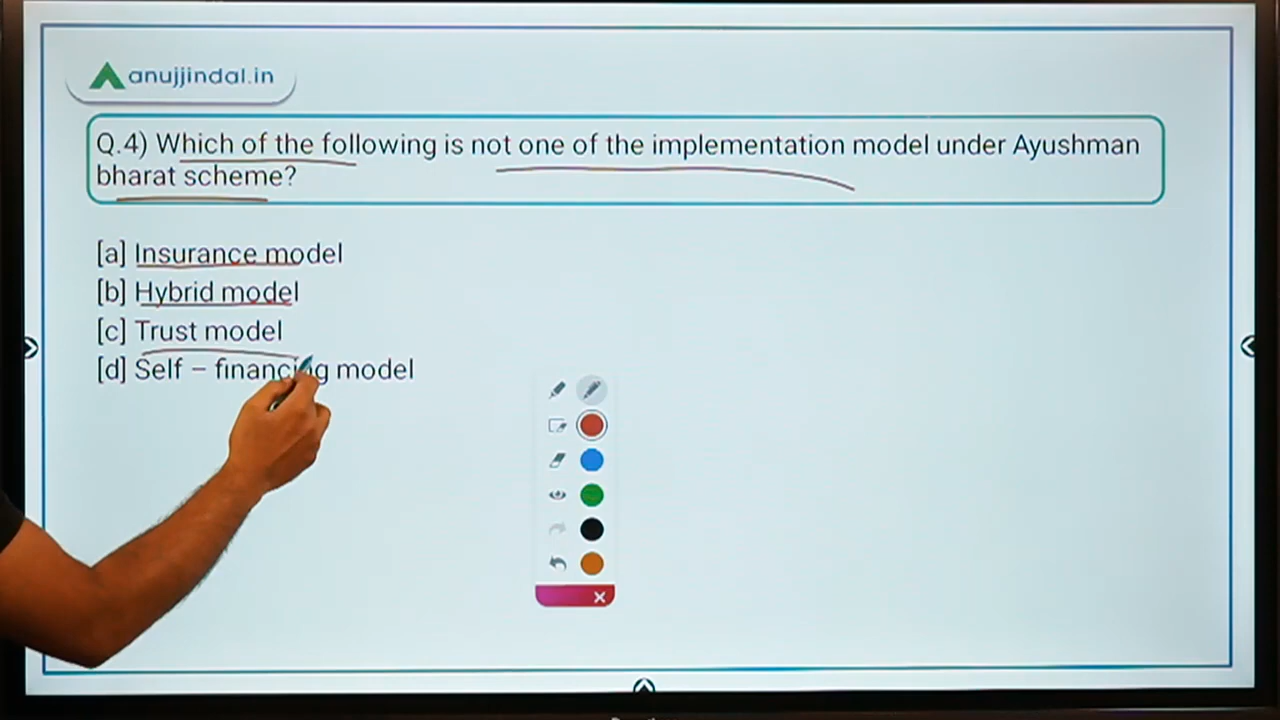 anujjindal.in
Q.4) Which of the following is not one of the implementation model under Ayushman
bharat scheme?
[a] Insurance model
[b] Hybrid model
[c] Trust model
[d] Self – financing model